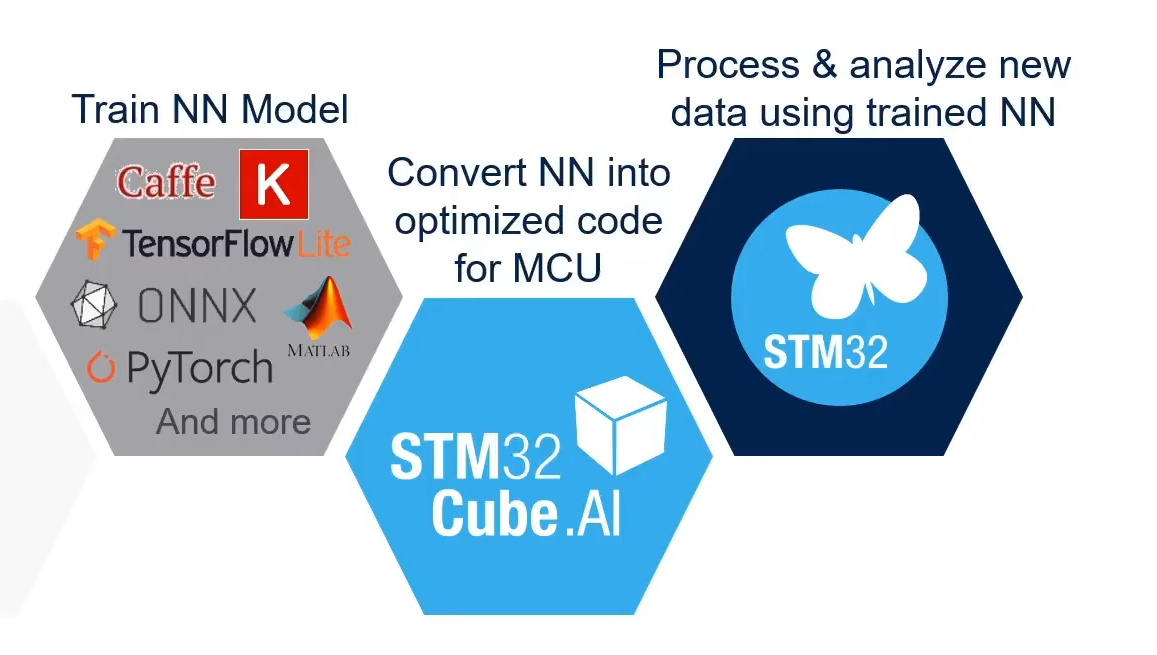 Train NN Model
Caffe
K
TensorFlow Lite
ONNX
MATLAB
PyTorch
And more
Convert NN into
optimized code
for MCU
STM32
Cube.AI
Process & analyze new
data using trained NN
STM32